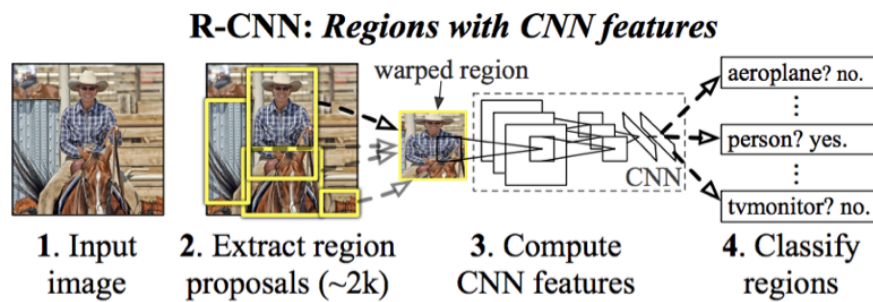 R-CNN: Regions with CNN features
warped region
aeroplane? no.
⋮
person? yes.
⋮
tvmonitor? no.
CNN
1. Input
image
2. Extract region
proposals (~2k)
3. Compute
CNN features
4. Classify
regions